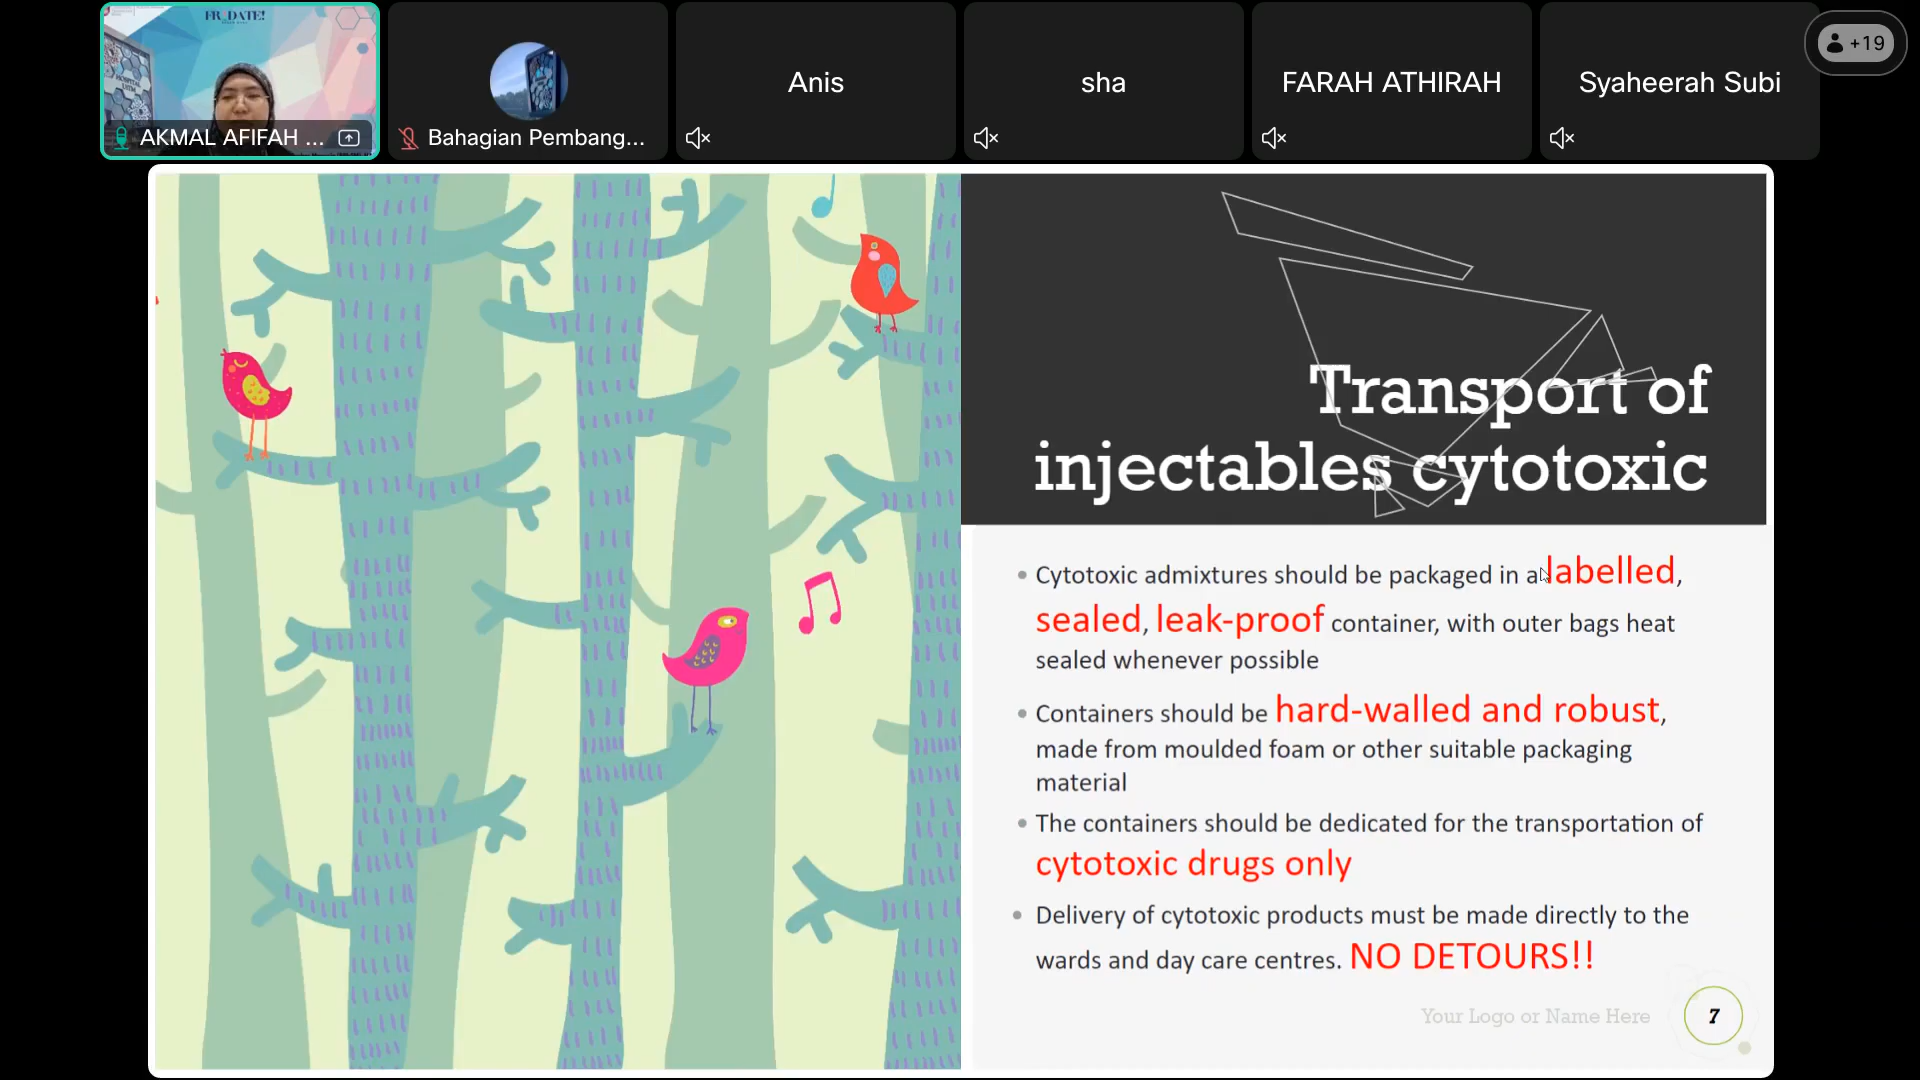 FR DATE!
HOSPITAL
UITM
AKMAL AFIFAH ...
Bahagian Pembang...
Anis
sha
FARAH ATHIRAH
Syaheerah Subi
+19
Transport of
injectables cytotoxic
• Cytotoxic admixtures should be packaged in a labelled,
sealed, leak-proof container, with outer bags heat
sealed whenever possible
• Containers should be hard-walled and robust,
made from moulded foam or other suitable packaging
material
• The containers should be dedicated for the transportation of
cytotoxic drugs only
• Delivery of cytotoxic products must be made directly to the
wards and day care centres. NO DETOURS!!
Your Logo or Name Here
7